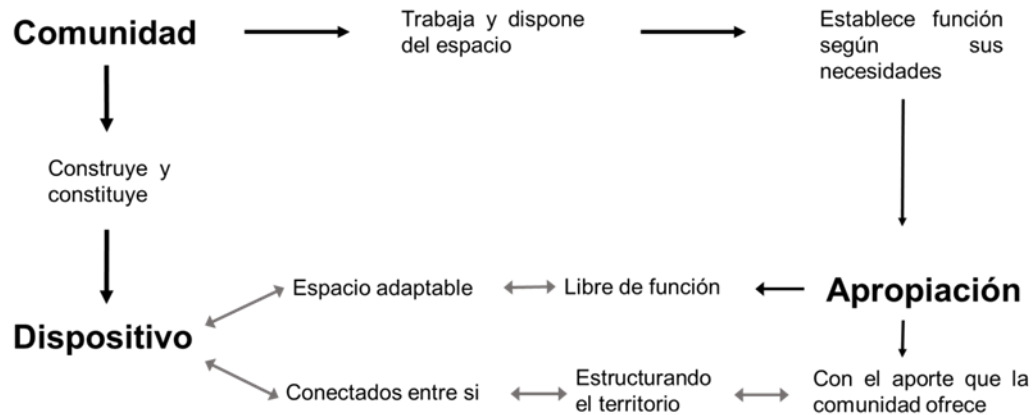 Comunidad
Trabaja y dispone
del espacio
Establece función
según sus
necesidades
Construye y
constituye
Espacio adaptable
Libre de función
Apropiación
Dispositivo
Conectados entre si
Estructurando
el territorio
Con el aporte que la
comunidad ofrece